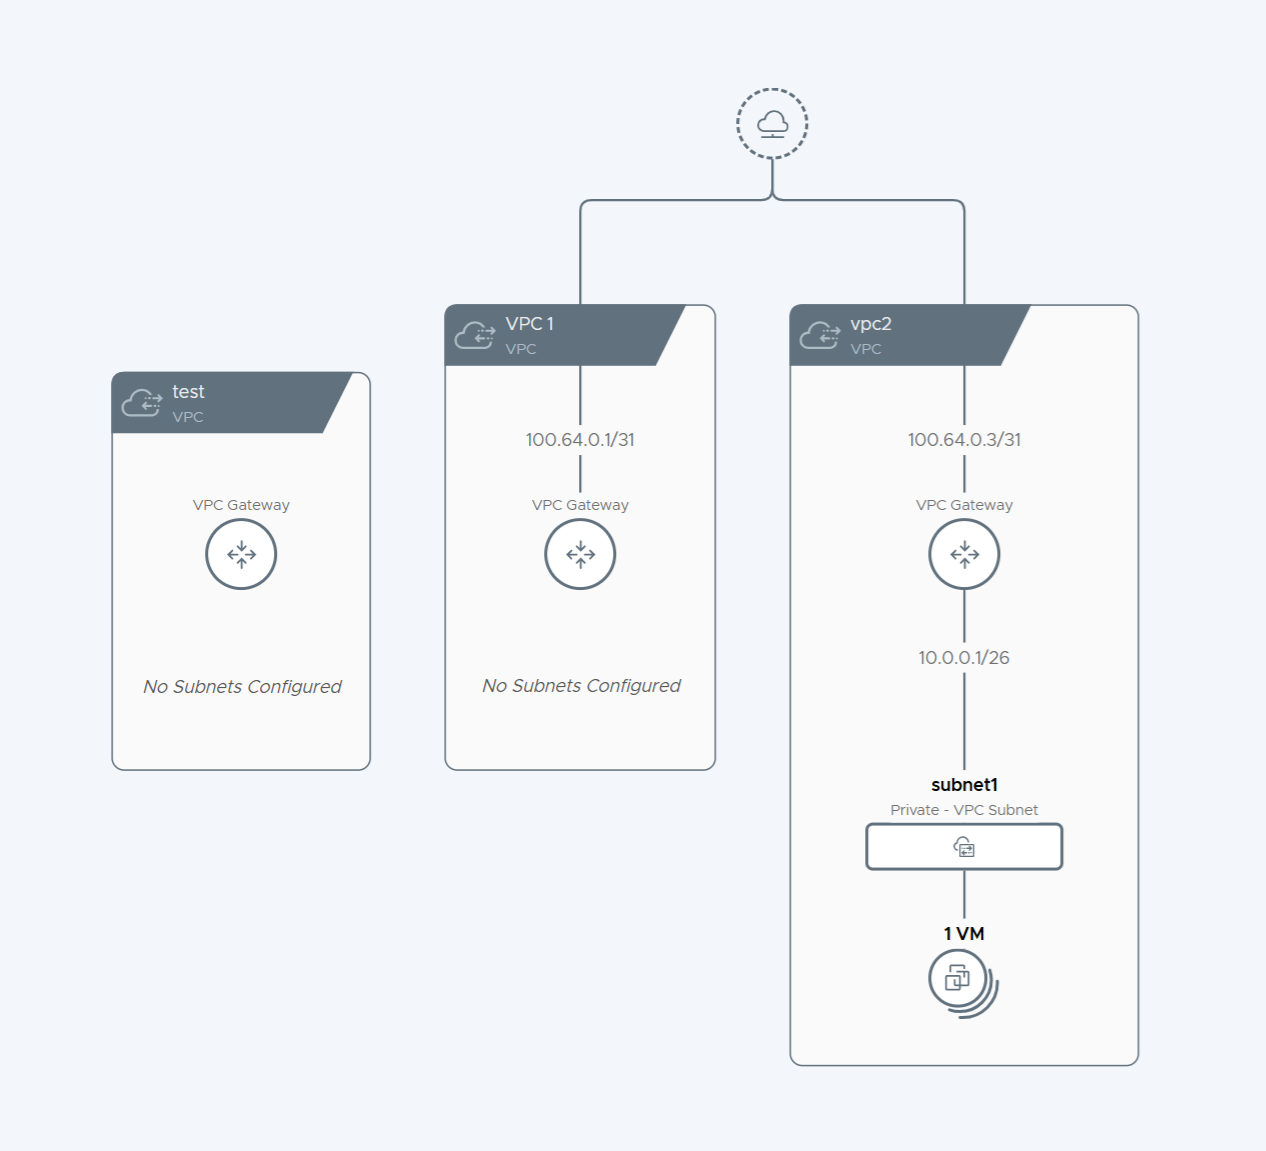 test
VPC
VPC Gateway
No Subnets Configured
VPC 1
VPC
100.64.0.1/31
VPC Gateway
No Subnets Configured
vpc2
VPC
100.64.0.3/31
VPC Gateway
10.0.0.1/26
subnet1
Private - VPC Subnet
1 VM